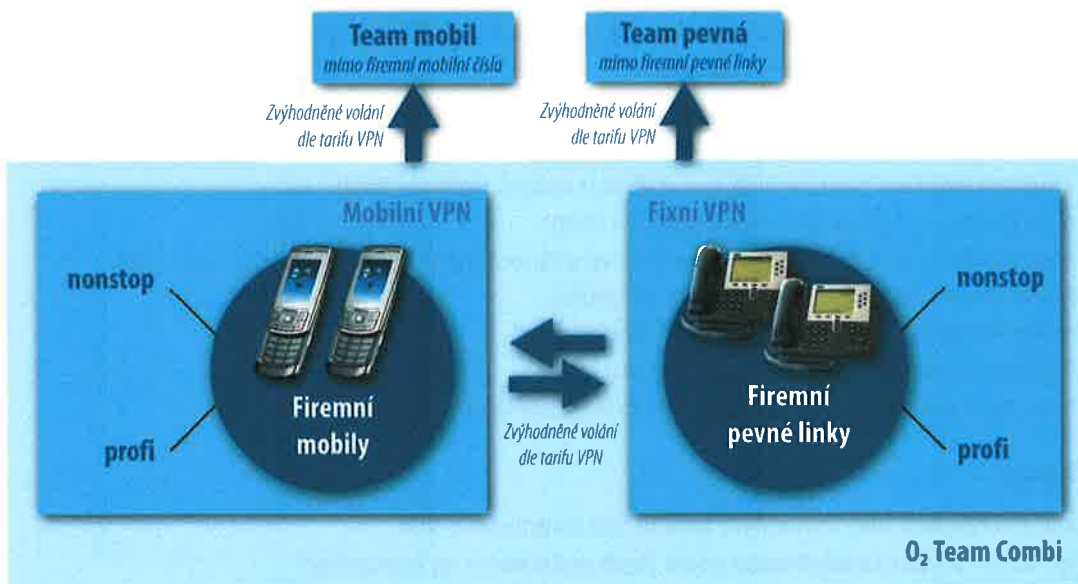 Team mobil
mimo firemní mobilní čísla
Team pevná
mimo firemní pevné linky
Zvýhodněné volání
dle tarifu VPN
Zvýhodněné volání
dle tarifu VPN
Mobilní VPN
nonstop
profi
Firemní
mobily
Zvýhodněné volání
dle tarifu VPN
Fixní VPN
nonstop
profi
Firemní
pevné linky
O₂ Team Combi